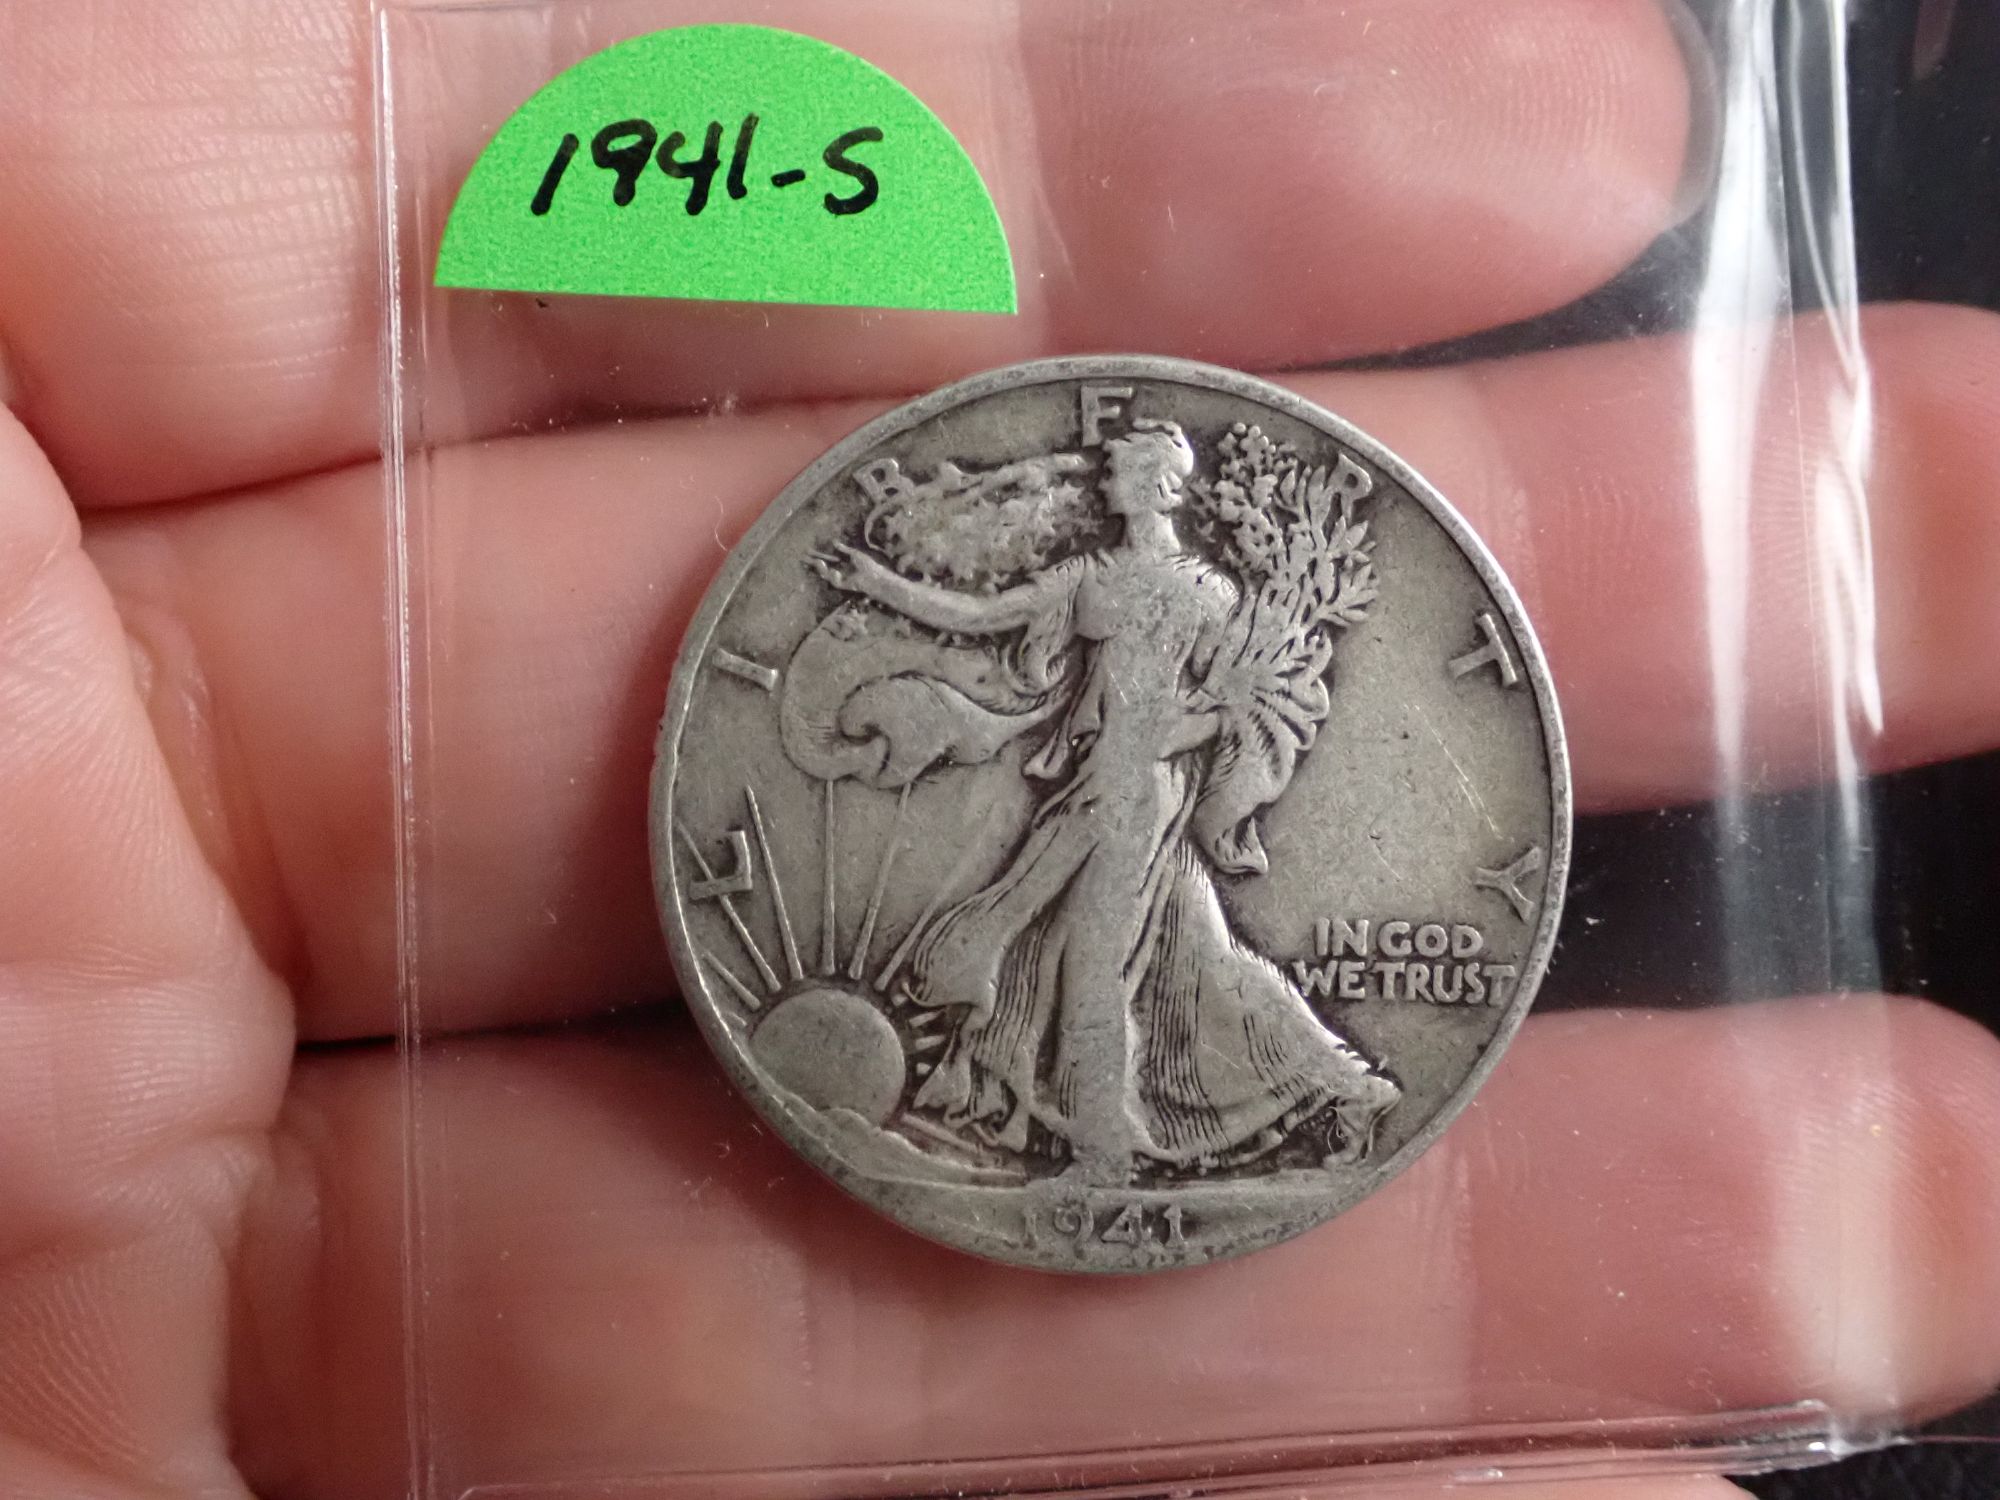 1941-S
LIBERTY
IN GOD
WE TRUST
1941